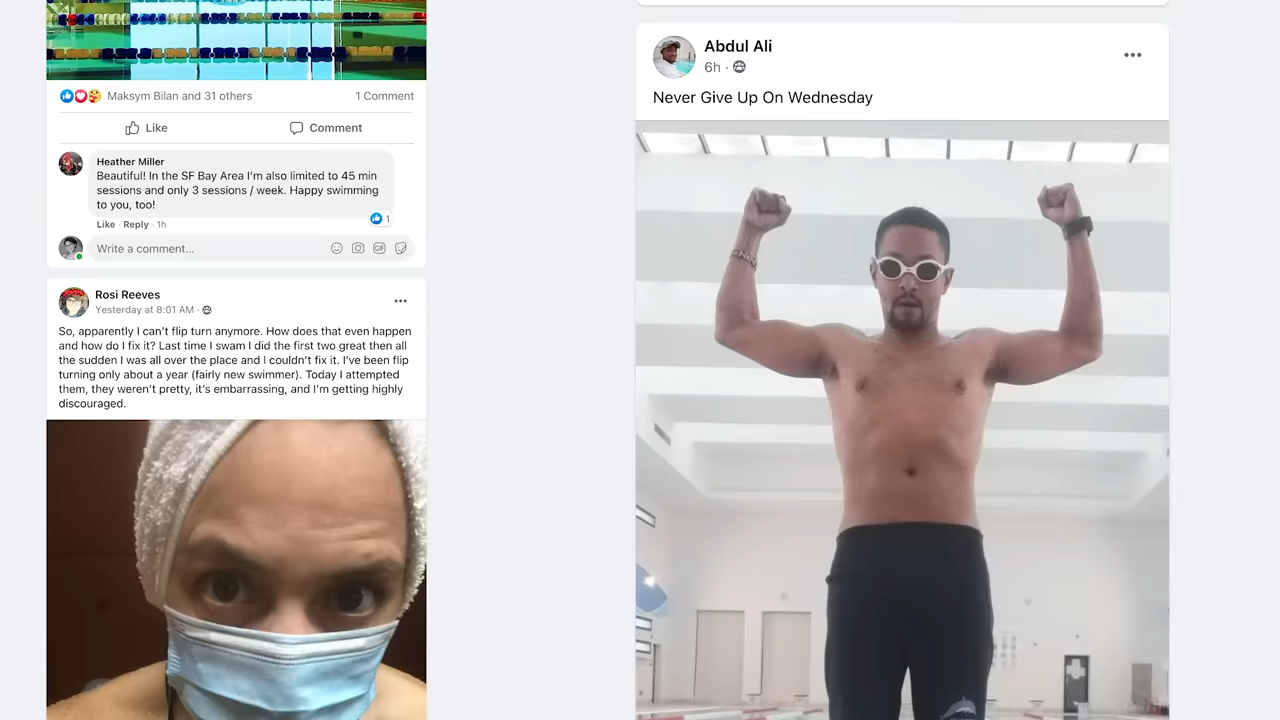 Maksym Bilan and 31 others
1 Comment
Like
Comment
Heather Miller
Beautiful! In the SF Bay Area I'm also limited to 45 min
sessions and only 3 sessions / week. Happy swimming
to you, too!
1
Like · Reply · 1h
Write a comment...
GIF
Rosi Reeves
Yesterday at 8:01 AM ·
So, apparently I can't flip turn anymore. How does that even happen
and how do I fix it? Last time I swam I did the first two great then all
the sudden I was all over the place and I couldn't fix it. I've been flip
turning only about a year (fairly new swimmer). Today I attempted
them, they weren't pretty, it's embarrassing, and I'm getting highly
discouraged.
Abdul Ali
6h ·
Never Give Up On Wednesday